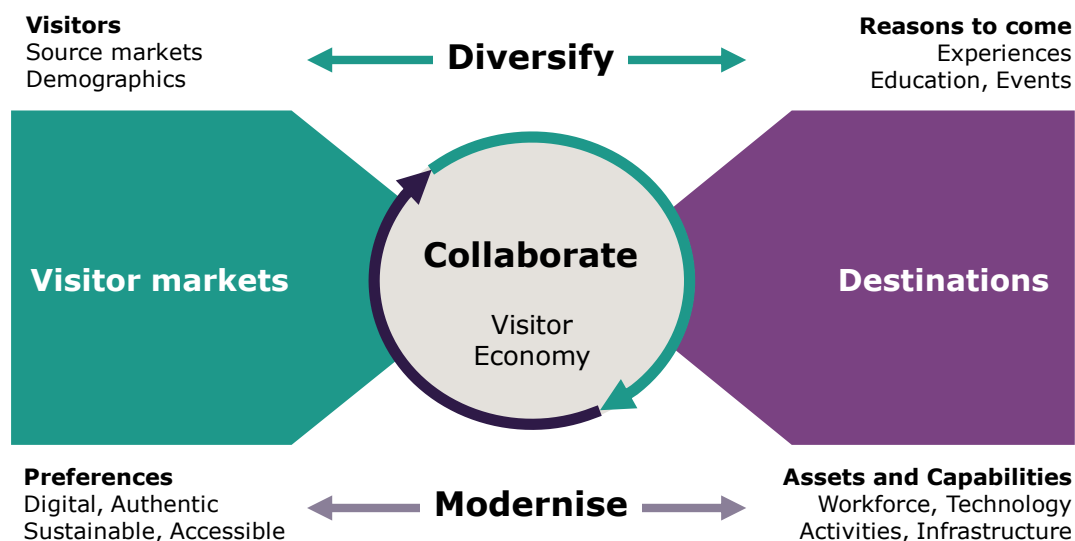 Visitors
Source markets
Demographics
Diversify
Reasons to come
Experiences
Education, Events
Visitor markets
Collaborate
Visitor
Economy
Destinations
Preferences
Digital, Authentic
Sustainable, Accessible
Modernise
Assets and Capabilities
Workforce, Technology
Activities, Infrastructure